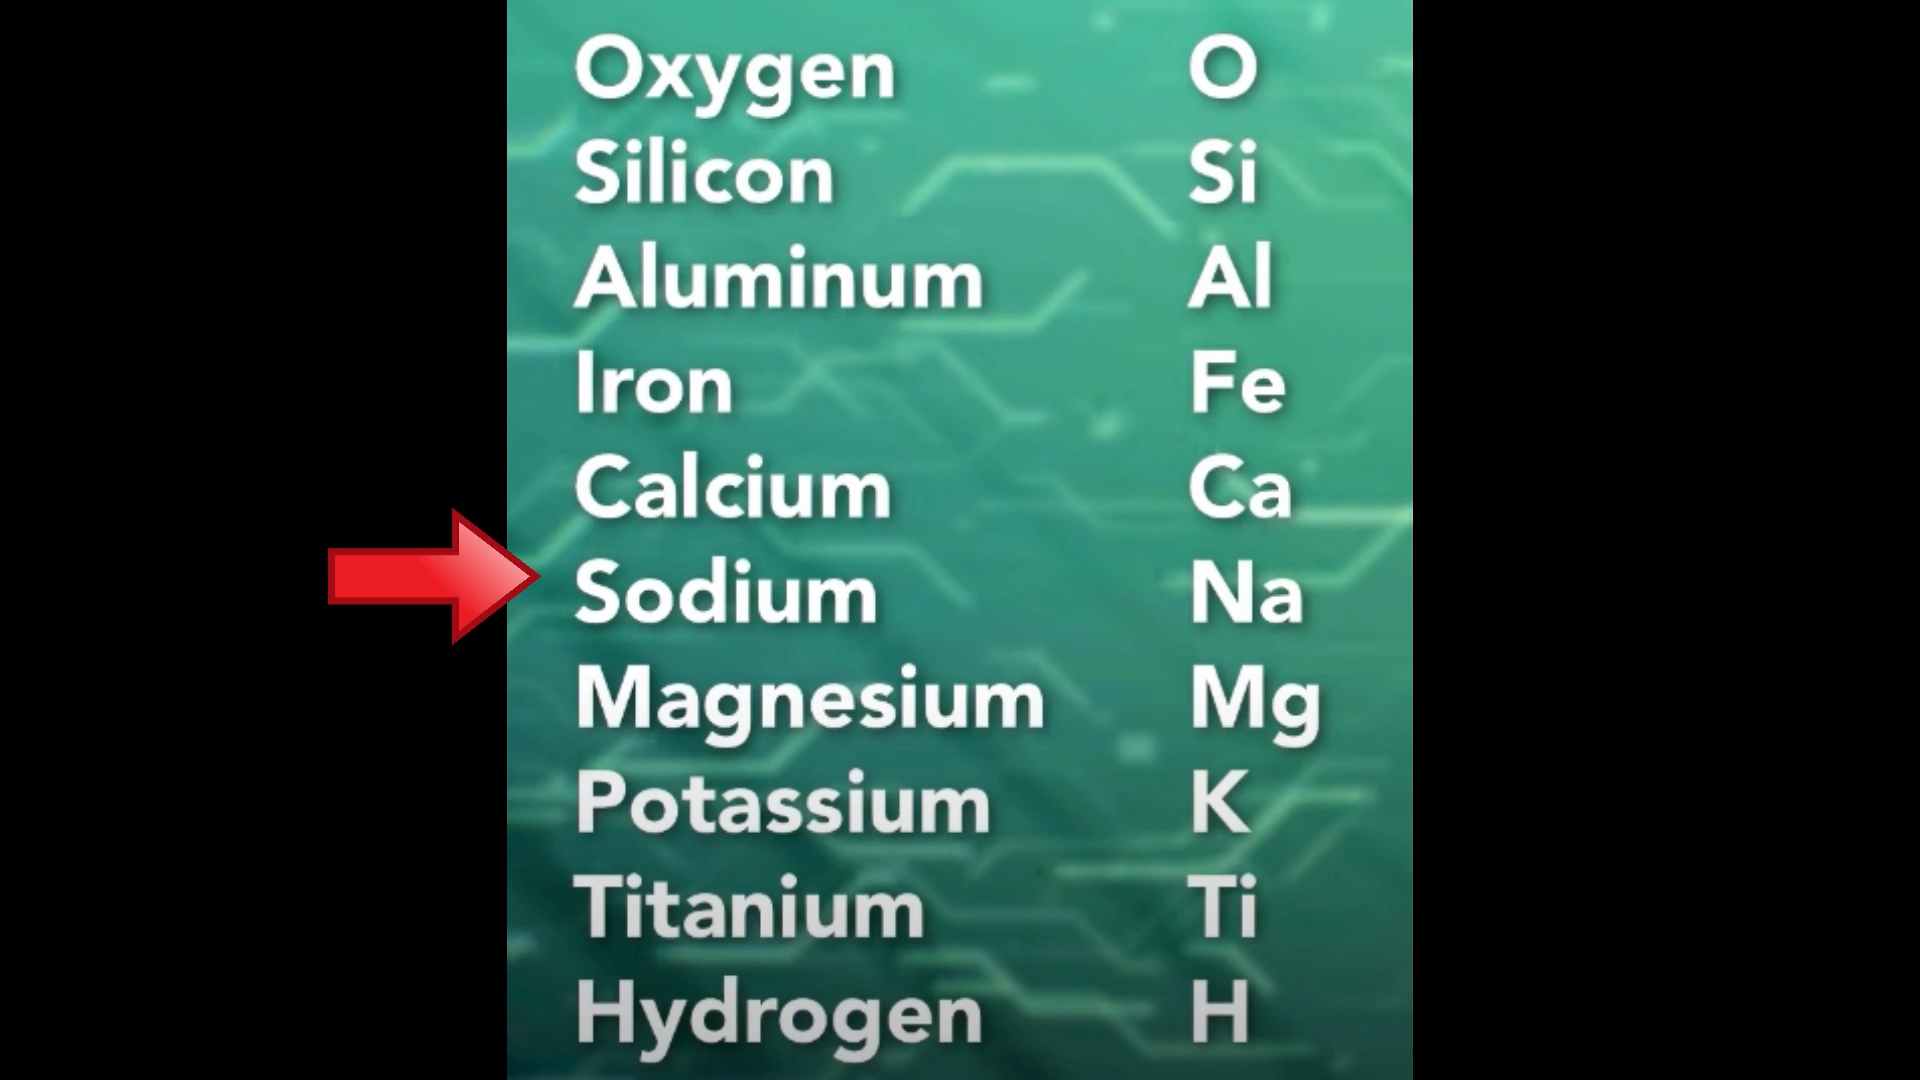 Oxygen O
Silicon Si
Aluminum Al
Iron Fe
Calcium Ca
Sodium Na
Magnesium Mg
Potassium K
Titanium Ti
Hydrogen H